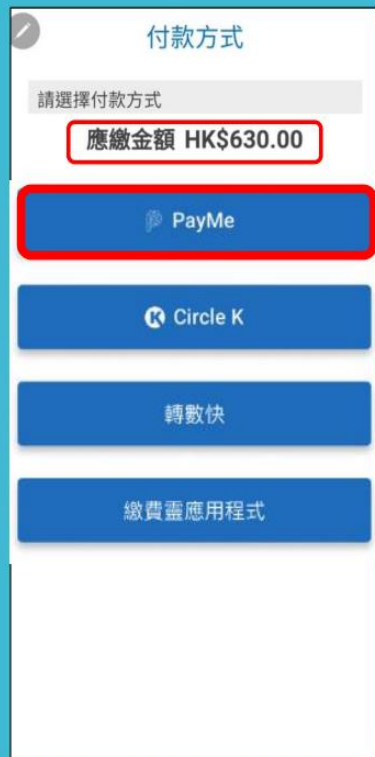 付款方式
請選擇付款方式
應繳金額 HK$630.00
PayMe
Circle K
轉數快
繳費靈應用程式